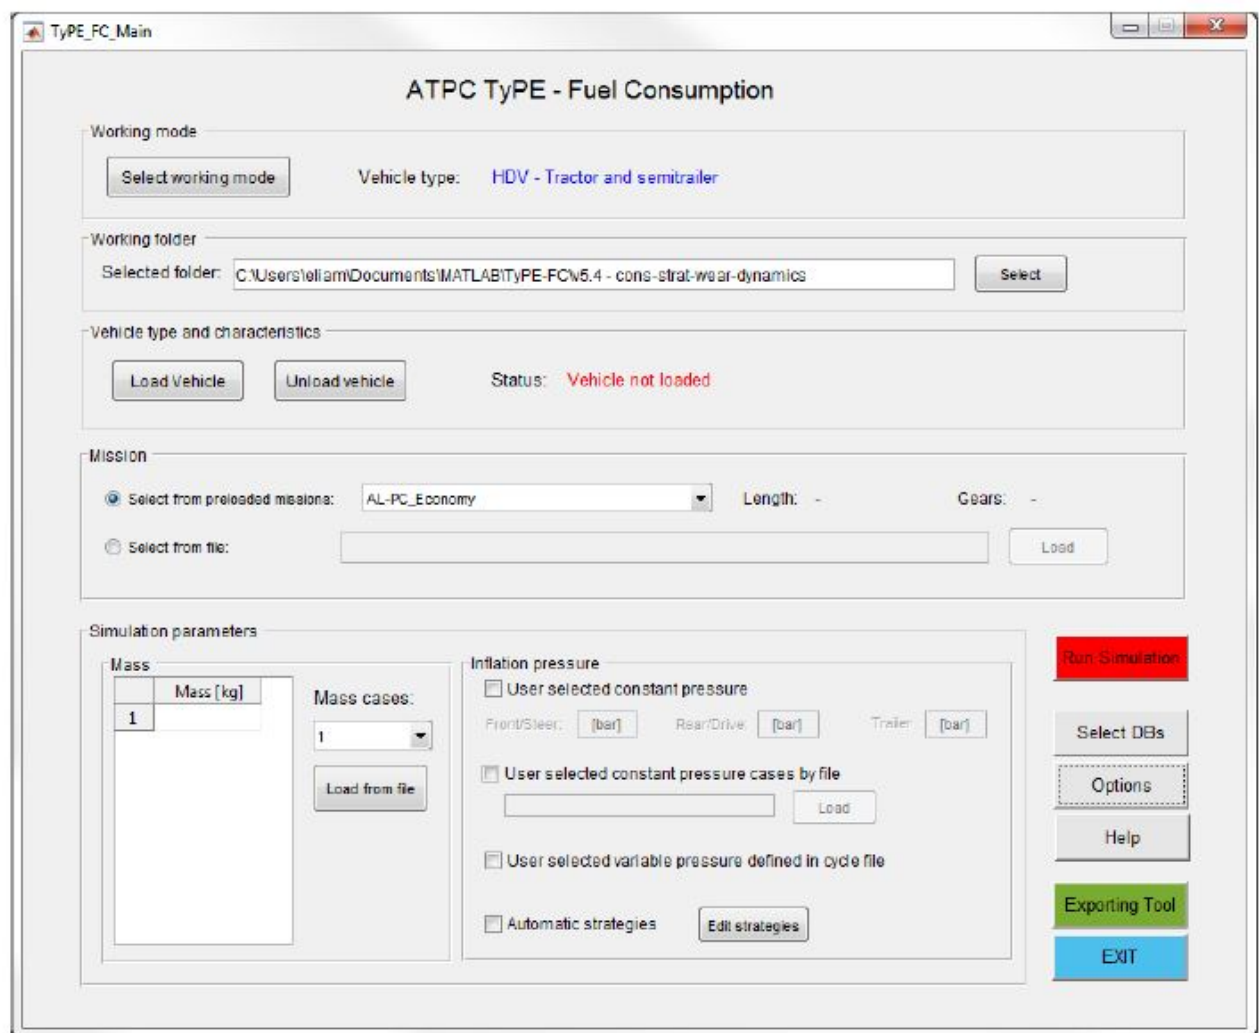 TyPE_FC_Main
ATPC TyPE - Fuel Consumption
Working mode
Select working mode Vehicle type: HDV - Tractor and semitrailer
Working folder
Selected folder: C:\Users\eliam\Documents\MATLAB\TyPE-FC\v5.4 - cons-strat-wear-dynamics Select
Vehicle type and characteristics
Load Vehicle Unload vehicle Status: Vehicle not loaded
Mission
Select from preloaded missions: AL-PC_Economy Length: - Gears: -
Select from file: Load
Simulation parameters
Mass
Mass [kg]
1
Mass cases:
1
Load from file
Inflation pressure
User selected constant pressure
Front/Steer: [bar] Rear/Drive [bar] Trailer [bar]
User selected constant pressure cases by file
Load
User selected variable pressure defined in cycle file
Automatic strategies Edit strategies
Run Simulation
Select DBs
Options
Help
Exporting Tool
EXIT